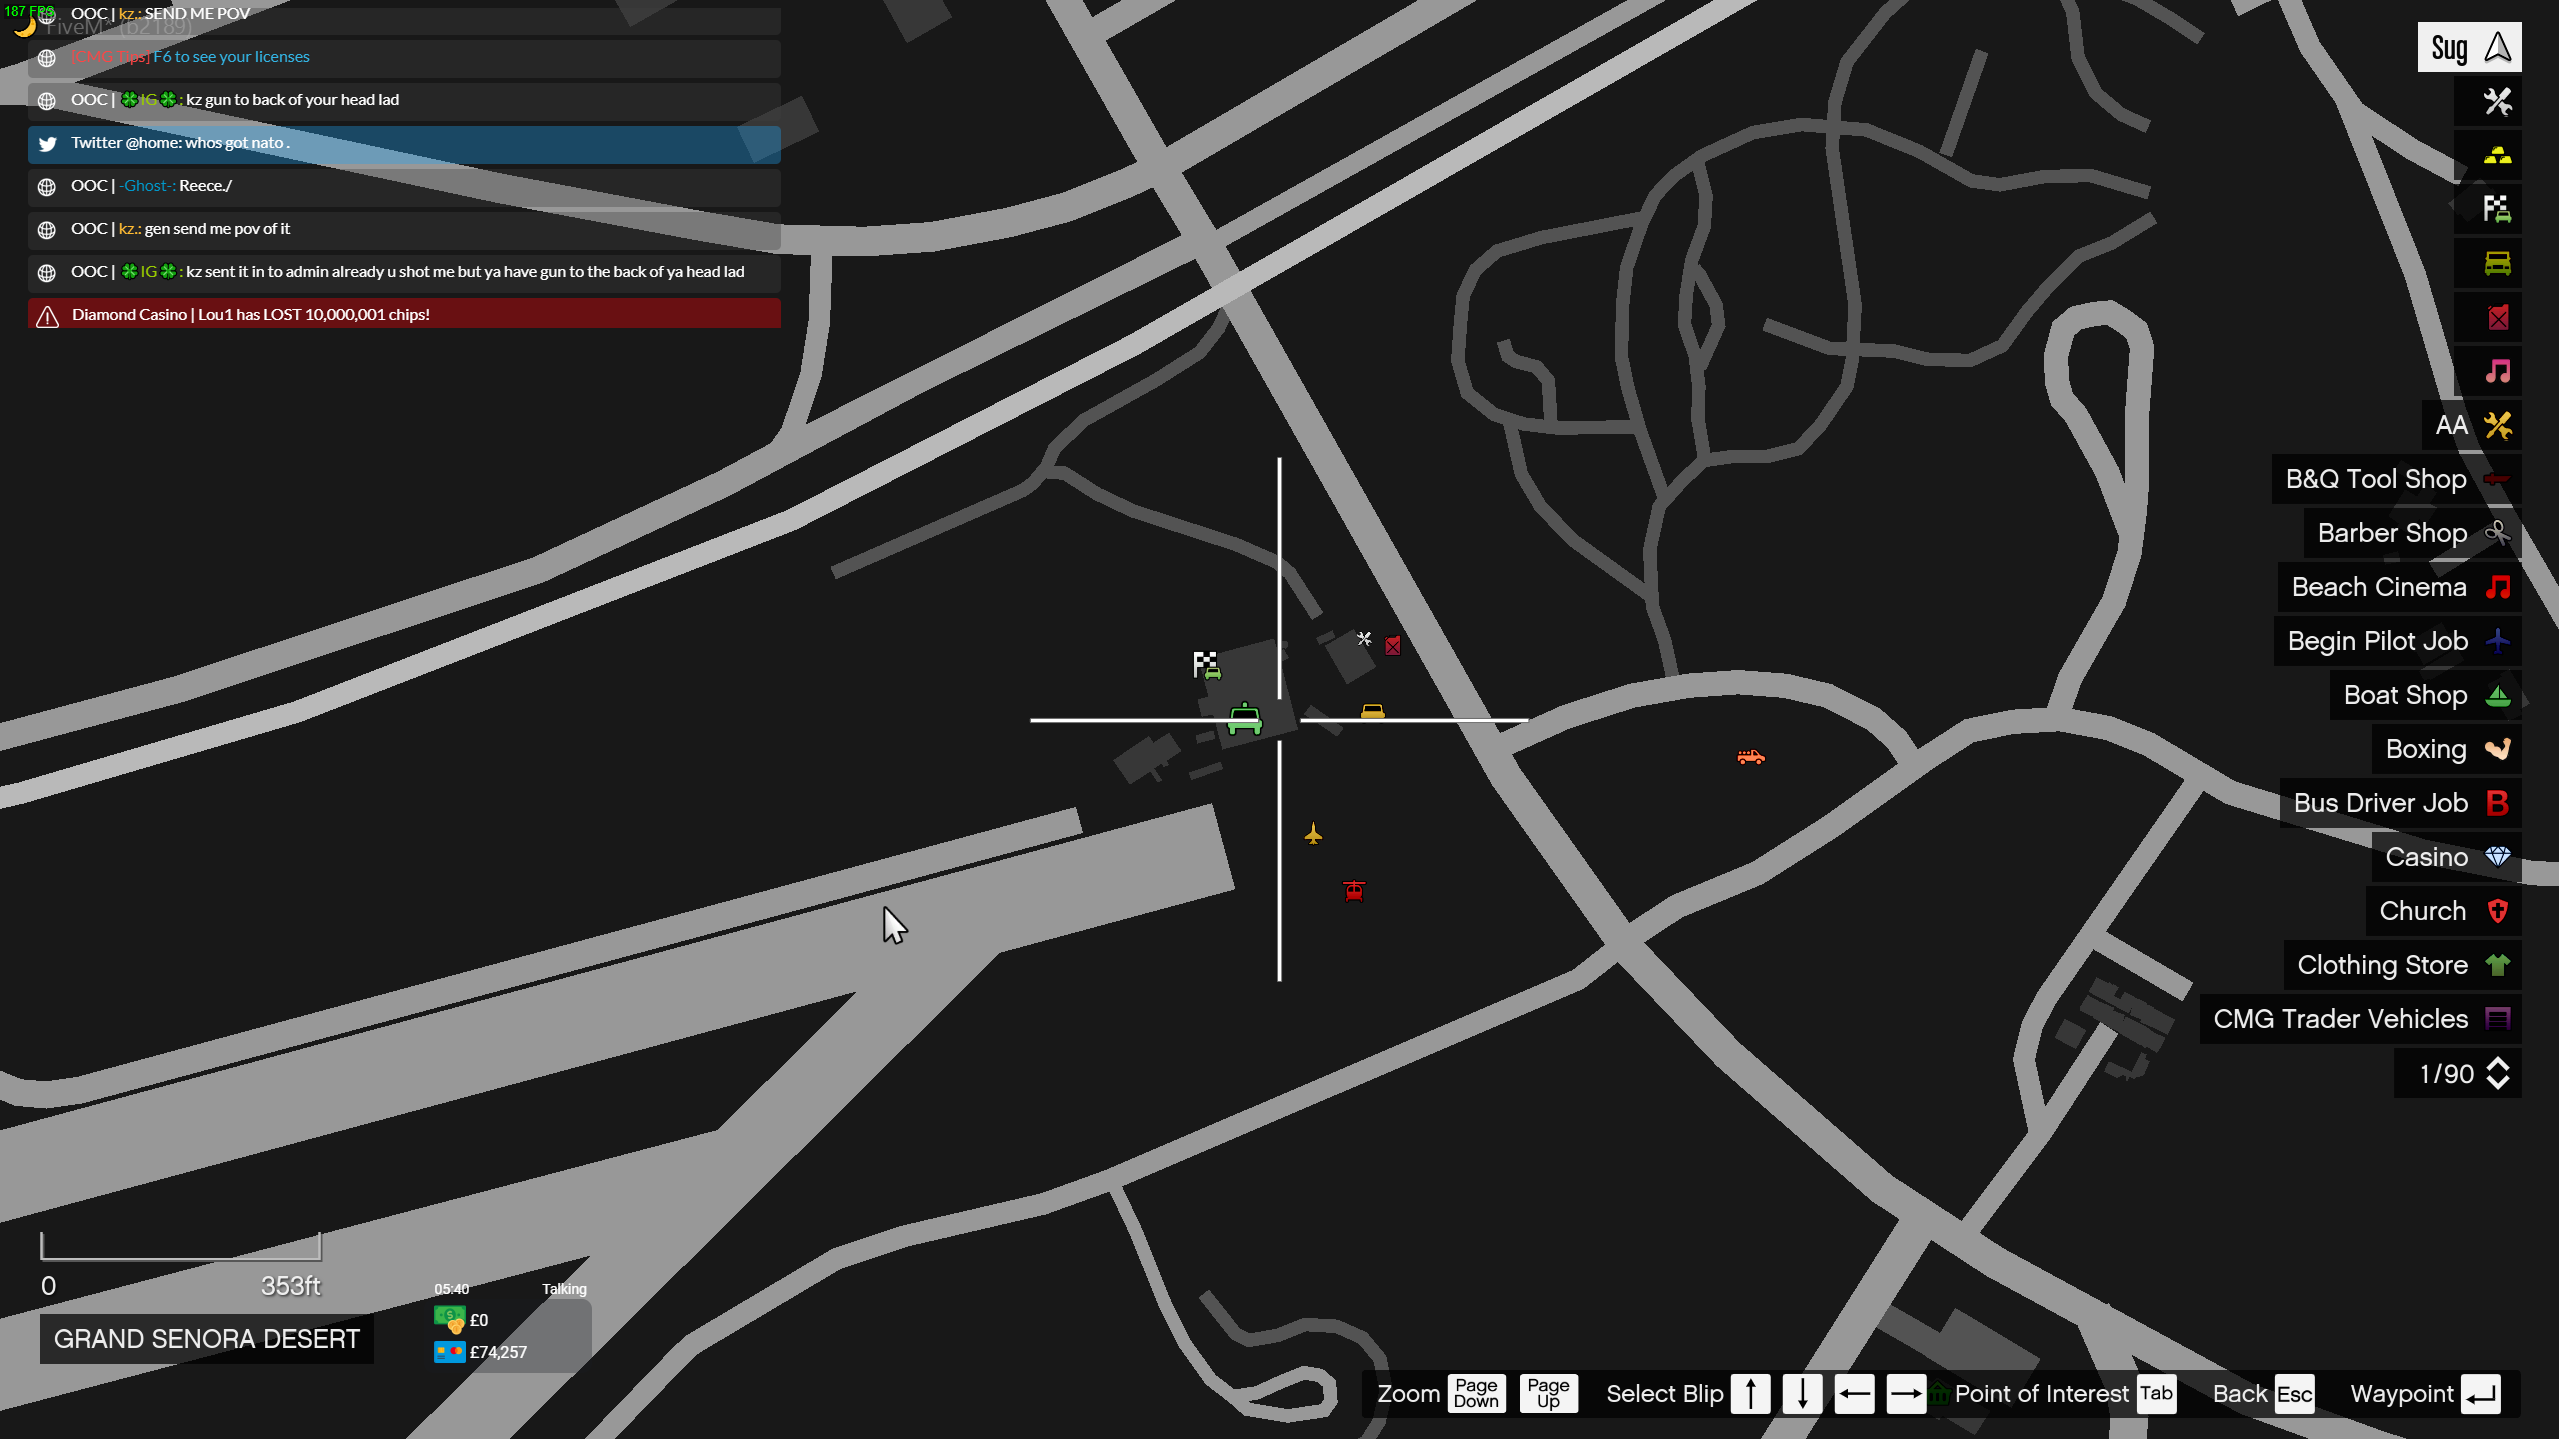 187 FPS
OOC | kz.: SEND ME POV
FiveM* (b2189)
[CMG Tips] F6 to see your licenses
OOC | 🍀IG🍀: kz gun to back of your head lad
Twitter @home: whos got nato .
OOC | -Ghost-: Reece./
OOC | kz.: gen send me pov of it
OOC | 🍀IG🍀: kz sent it in to admin already u shot me but ya have gun to the back of ya head lad
Diamond Casino | Lou1 has LOST 10,000,001 chips!
Sug
AA
B&Q Tool Shop
Barber Shop
Beach Cinema
Begin Pilot Job
Boat Shop
Boxing
Bus Driver Job B
Casino
Church
Clothing Store
CMG Trader Vehicles
1/90
0 353ft
GRAND SENORA DESERT
05:40 Talking
£0
£74,257
Zoom Page Down Page Up Select Blip ↑ ↓ ← → Point of Interest Tab Back Esc Waypoint